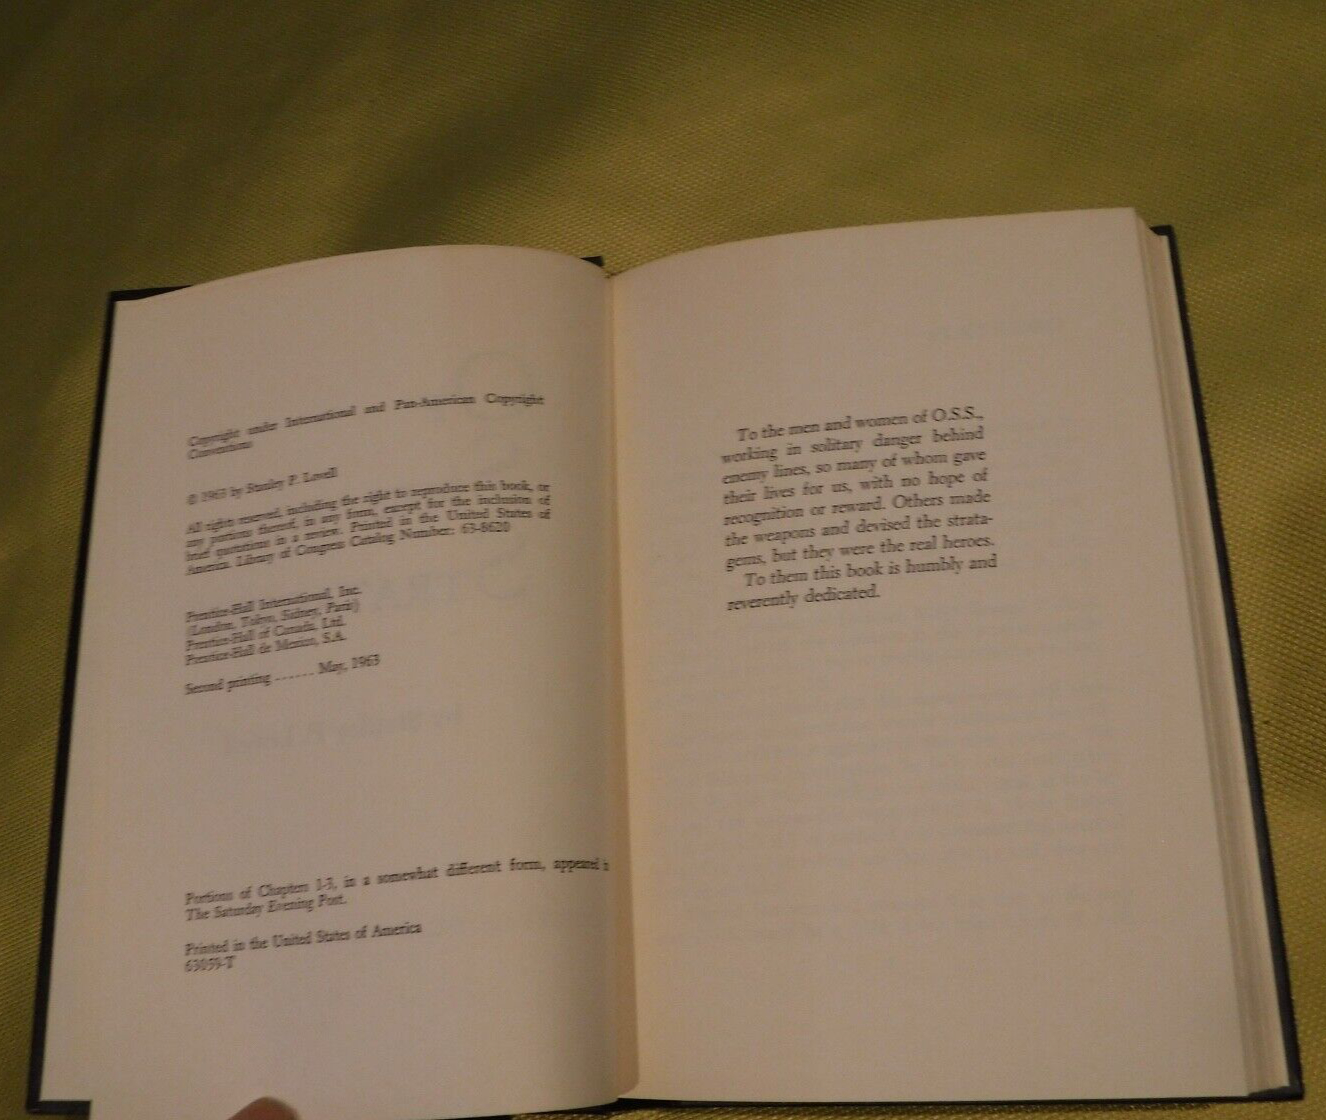 Copyright under International and Pan-American Copyright
Conventions
© 1963 by Stanley P. Lovell
All rights reserved, including the right to reproduce this book, or
any portions thereof, in any form, except for the inclusion of
brief quotations in a review. Printed in the United States of
America. Library of Congress Catalog Number: 63-8620
Prentice-Hall International, Inc.
(London, Tokyo, Sidney, Paris)
Prentice-Hall of Canada, Ltd.
Prentice-Hall de Mexico, S.A.
Second printing ...... May, 1963
Portions of Chapters 1-3, in a somewhat different form, appeared
The Saturday Evening Post.
Printed in the United States of America
63059-T
To the men and women of O.S.S.,
working in solitary danger behind
enemy lines, so many of whom gave
their lives for us, with no hope of
recognition or reward. Others made
the weapons and devised the strata-
gems, but they were the real heroes.
To them this book is humbly and
reverently dedicated.